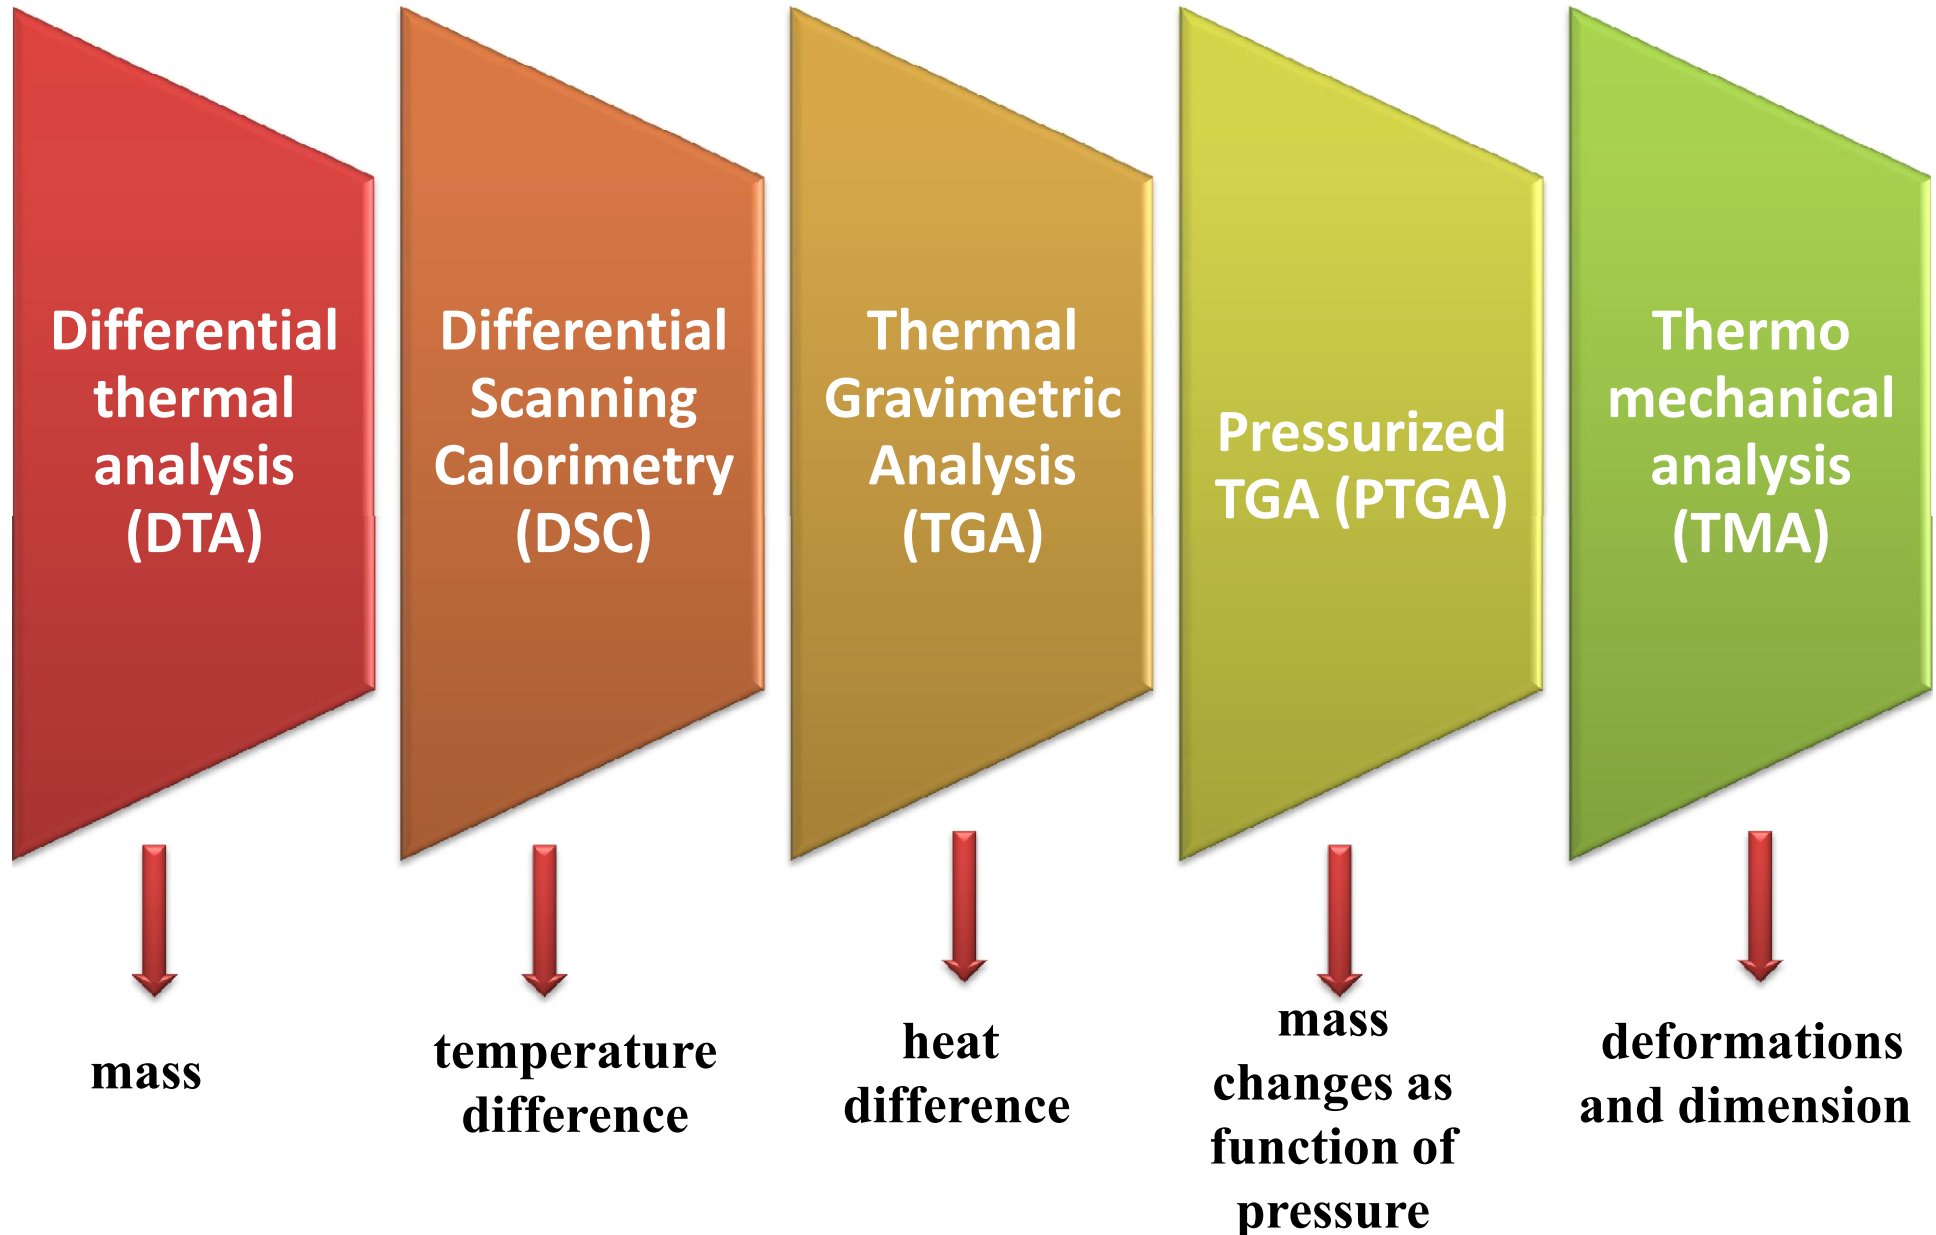 Differential
thermal
analysis
(DTA)
Differential
Scanning
Calorimetry
(DSC)
Thermal
Gravimetric
Analysis
(TGA)
Pressurized
TGA (PTGA)
Thermo
mechanical
analysis
(TMA)
mass
temperature
difference
heat
difference
mass
changes as
function of
pressure
deformations
and dimension